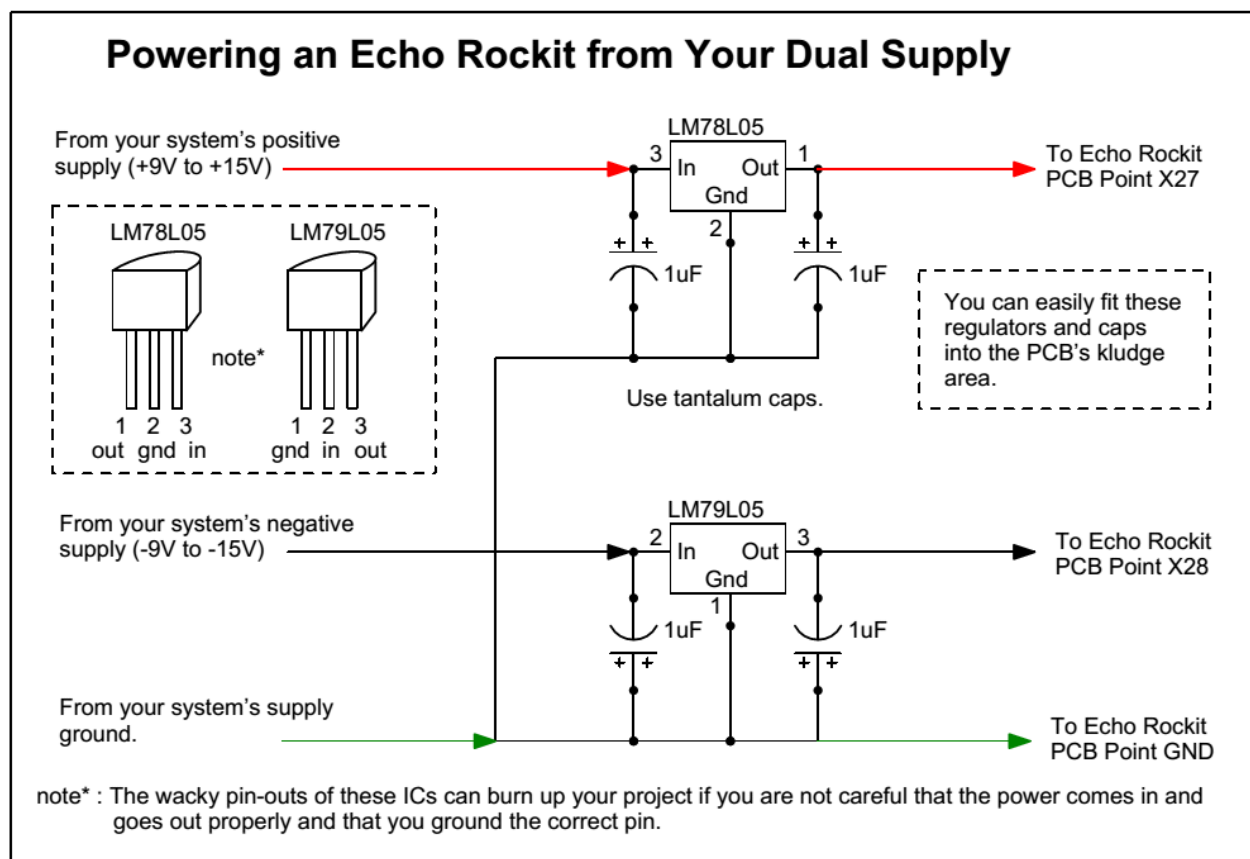 Powering an Echo Rockit from Your Dual Supply
From your system's positive
supply (+9V to +15V)
LM78L05
3
In
Out
1
Gnd
2
To Echo Rockit
PCB Point X27
+ +
1uF
+ +
1uF
LM78L05
LM79L05
note*
1 2 3
out gnd in
1 2 3
gnd in out
You can easily fit these
regulators and caps
into the PCB's kludge
area.
Use tantalum caps.
From your system's negative
supply (-9V to -15V)
LM79L05
2
In
Out
3
Gnd
1
To Echo Rockit
PCB Point X28
1uF
+ +
1uF
+ +
From your system's supply
ground.
To Echo Rockit
PCB Point GND
note* : The wacky pin-outs of these ICs can burn up your project if you are not careful that the power comes in and
goes out properly and that you ground the correct pin.